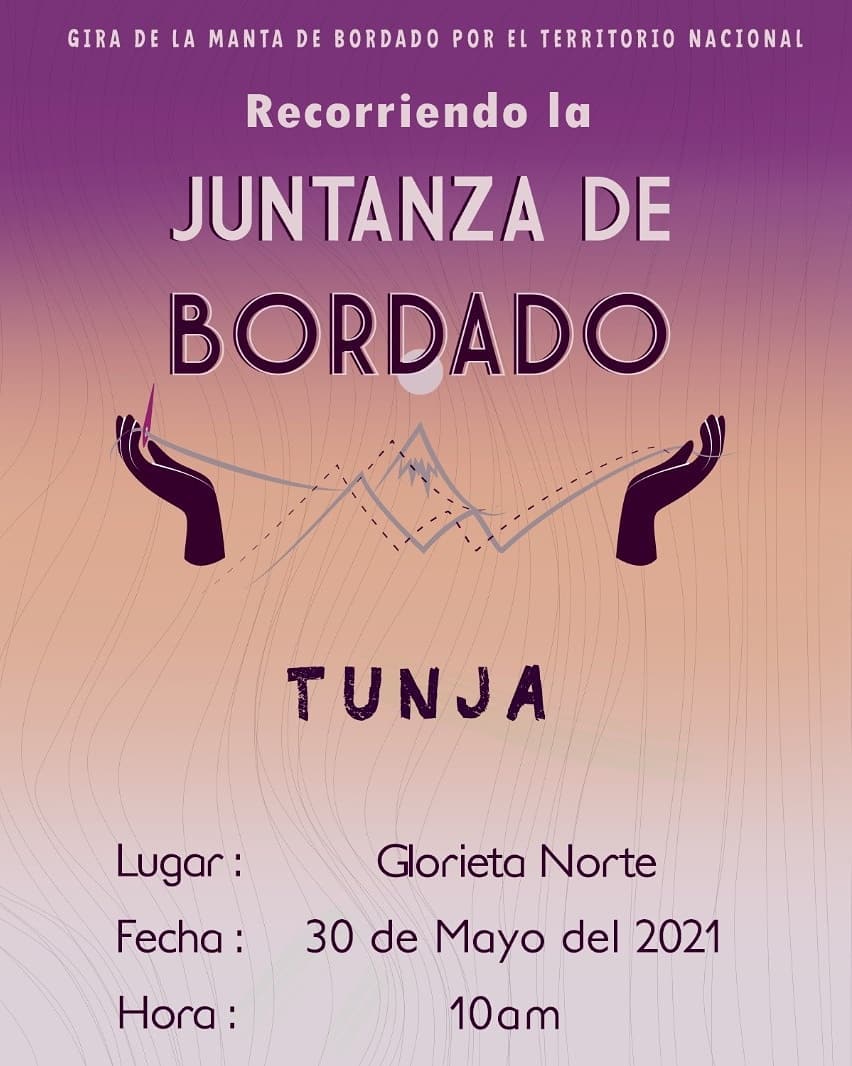 GIRA DE LA MANTA DE BORDADO POR EL TERRITORIO NACIONAL
Recorriendo la
JUNTANZA DE
BORDADO
TUNJA
Lugar : Glorieta Norte
Fecha : 30 de Mayo del 2021
Hora : 10am